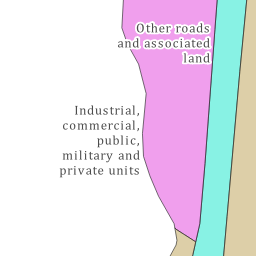 Other roads
and associated
land
Industrial,
commercial,
public,
military and
private units